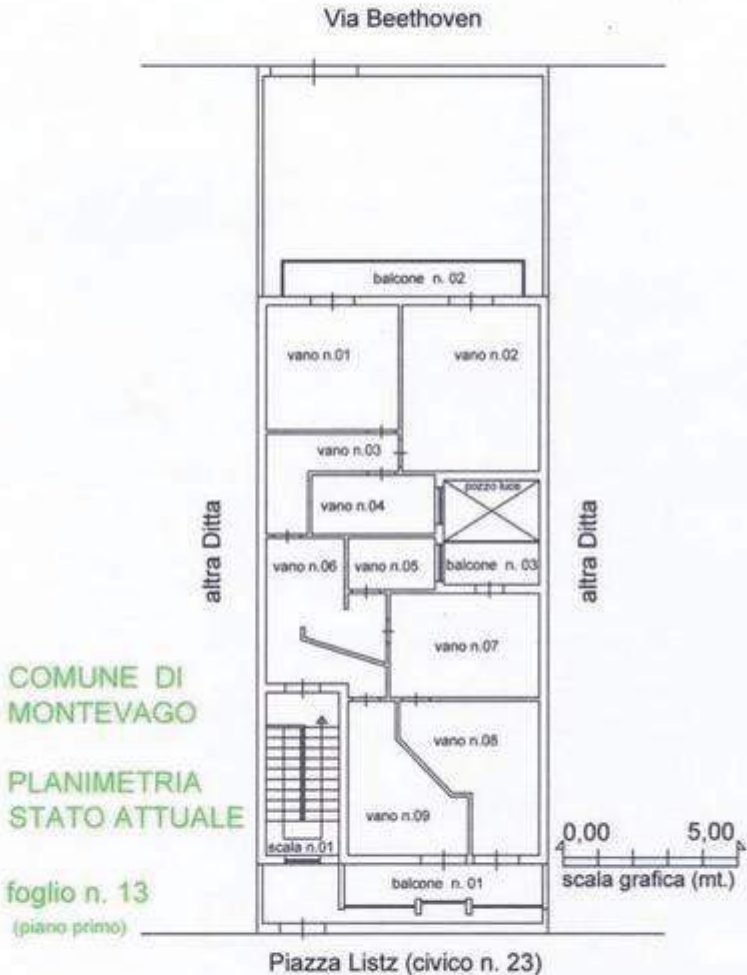 Via Beethoven
balcone n. 02
vano n.01
vano n.02
vano n.03
pozzo luce
vano n.04
altra Ditta
altra Ditta
vano n.06
vano n.05
balcone n. 03
vano n.07
COMUNE DI
MONTEVAGO
vano n.08
PLANIMETRIA
STATO ATTUALE
vano n.09
0,00 5,00
scala n.01
scala grafica (mt.)
foglio n. 13
balcone n. 01
(piano primo)
Piazza Listz (civico n. 23)